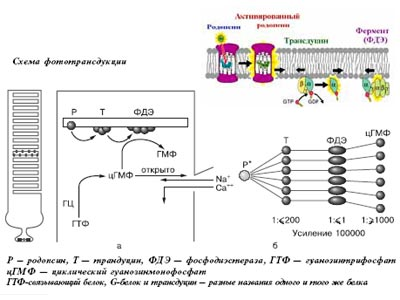 Активированный
родопсин
Родопсин
Фермент
(ФДЭ)
Трансдуцин
GTP
GDP
Схема фототрансдукции
Р
Т
ФДЭ
ГМФ
цГМФ
открыто
Na⁺
Ca⁺⁺
ГЦ
ГТФ
а
цГМФ
Т
ФДЭ
Р*
1:<200
1:<1
1:>1000
Усиление 100000
б
Р — родопсин, Т — трандуцин, ФДЭ — фосфодиэстераза, ГТФ — гуанозинтрифосфат
цГМФ — циклический гуанозинмонофосфат
ГТФ-связывающий белок, G-белок и трансдуцин — разные названия одного и того же белка